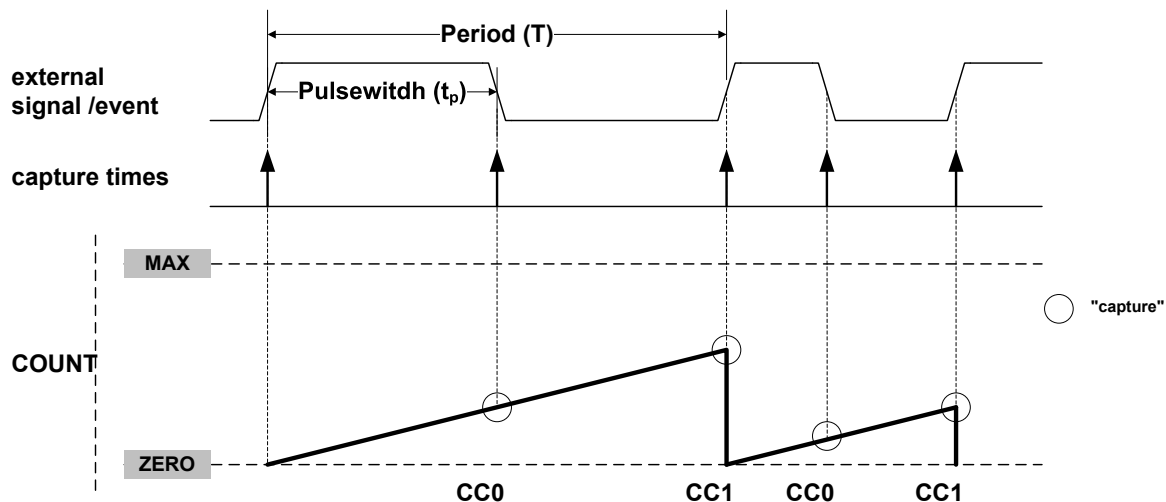 Period (T)
external
signal /event
Pulsewitdh (tp)
capture times
MAX
"capture"
COUNT
ZERO
CC0 CC1 CC0 CC1